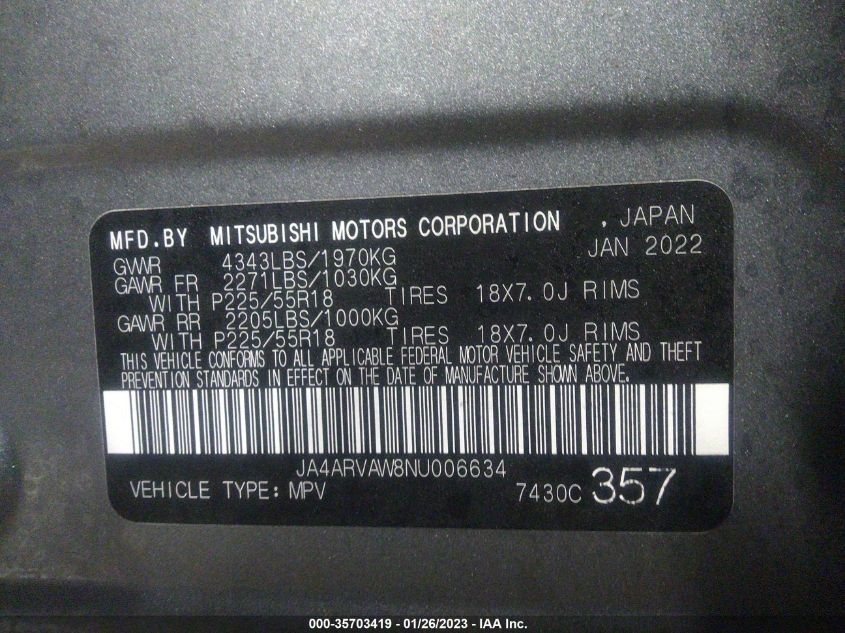 MFD.BY MITSUBISHI MOTORS CORPORATION , JAPAN
JAN 2022
GVWR 4343LBS/1970KG
GAWR FR 2271LBS/1030KG
WITH P225/55R18 TIRES 18X7.0J RIMS
GAWR RR 2205LBS/1000KG
WITH P225/55R18 TIRES 18X7.0J RIMS
THIS VEHICLE CONFORMS TO ALL APPLICABLE FEDERAL MOTOR VEHICLE SAFETY AND THEFT
PREVENTION STANDARDS IN EFFECT ON THE DATE OF MANUFACTURE SHOWN ABOVE.
JA4ARVAW8NU006634
VEHICLE TYPE: MPV 7430C 357
000-35703419 - 01/26/2023 - IAA Inc.